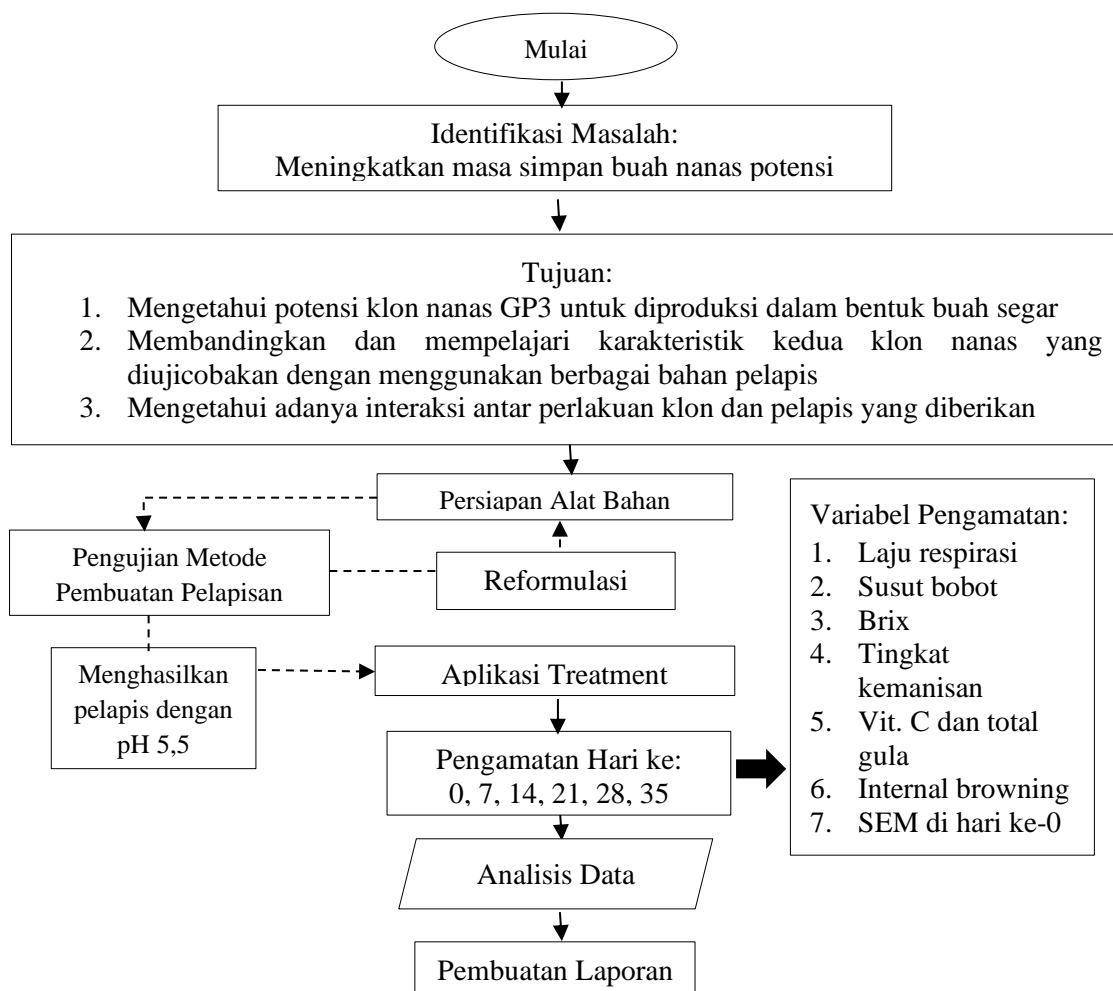 Mulai
Identifikasi Masalah:
Meningkatkan masa simpan buah nanas potensi
Tujuan:
1. Mengetahui potensi klon nanas GP3 untuk diproduksi dalam bentuk buah segar
2. Membandingkan dan mempelajari karakteristik kedua klon nanas yang
diujicobakan dengan menggunakan berbagai bahan pelapis
3. Mengetahui adanya interaksi antar perlakuan klon dan pelapis yang diberikan
Persiapan Alat Bahan
Pengujian Metode
Pembuatan Pelapisan
Reformulasi
Menghasilkan
pelapis dengan
pH 5,5
Aplikasi Treatment
Pengamatan Hari ke:
0, 7, 14, 21, 28, 35
Variabel Pengamatan:
1. Laju respirasi
2. Susut bobot
3. Brix
4. Tingkat
kemanisan
5. Vit. C dan total
gula
6. Internal browning
7. SEM di hari ke-0
Analisis Data
Pembuatan Laporan